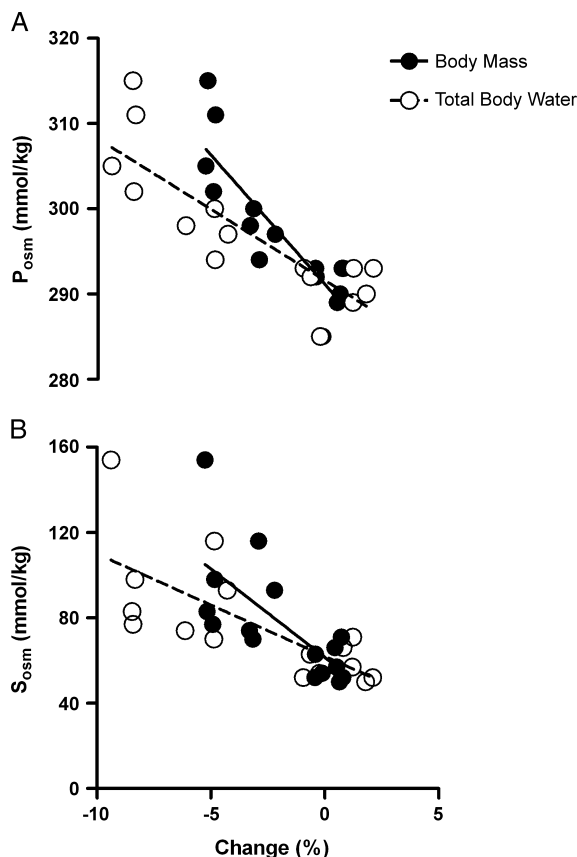 A
320
310
300
290
280
Posm (mmol/kg)
Body Mass
Total Body Water
B
160
120
80
40
0
Sosm (mmol/kg)
-10 -5 0 5
Change (%)